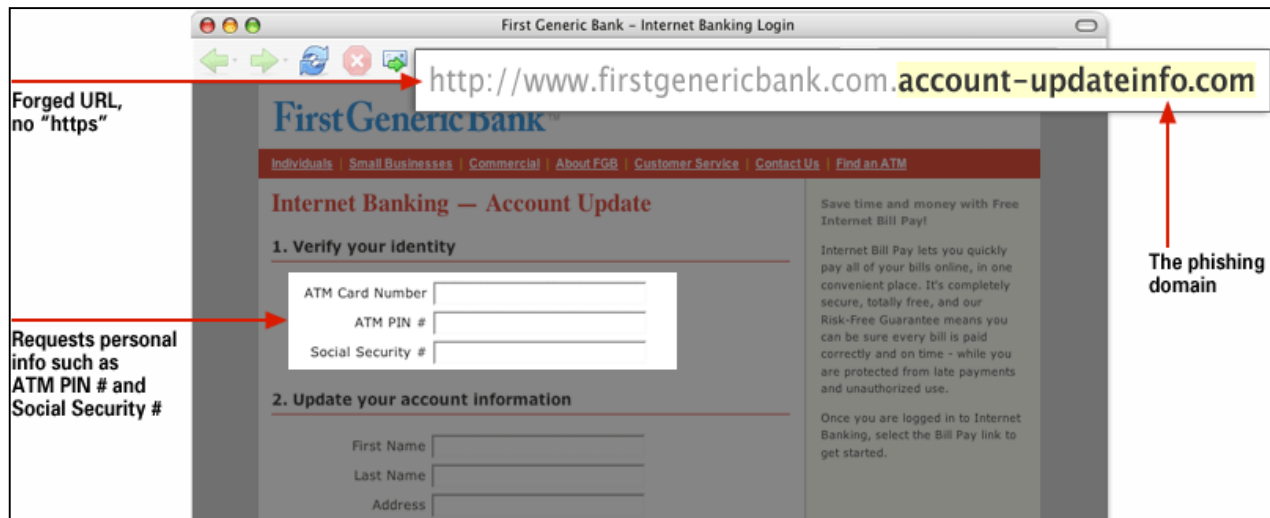 First Generic Bank – Internet Banking Login
http://www.firstgenericbank.com.account-updateinfo.com
Forged URL,
no "https"
First Generic Bank™
Individuals | Small Businesses | Commercial | About FGB | Customer Service | Contact Us | Find an ATM
Internet Banking — Account Update
1. Verify your identity
ATM Card Number
ATM PIN #
Social Security #
Requests personal
info such as
ATM PIN # and
Social Security #
2. Update your account information
First Name
Last Name
Address
Save time and money with Free
Internet Bill Pay!
Internet Bill Pay lets you quickly
pay all of your bills online, in one
convenient place. It's completely
secure, totally free, and our
Risk-Free Guarantee means you
can be sure every bill is paid
correctly and on time - while you
are protected from late payments
and unauthorized use.
Once you are logged in to Internet
Banking, select the Bill Pay link to
get started.
The phishing
domain